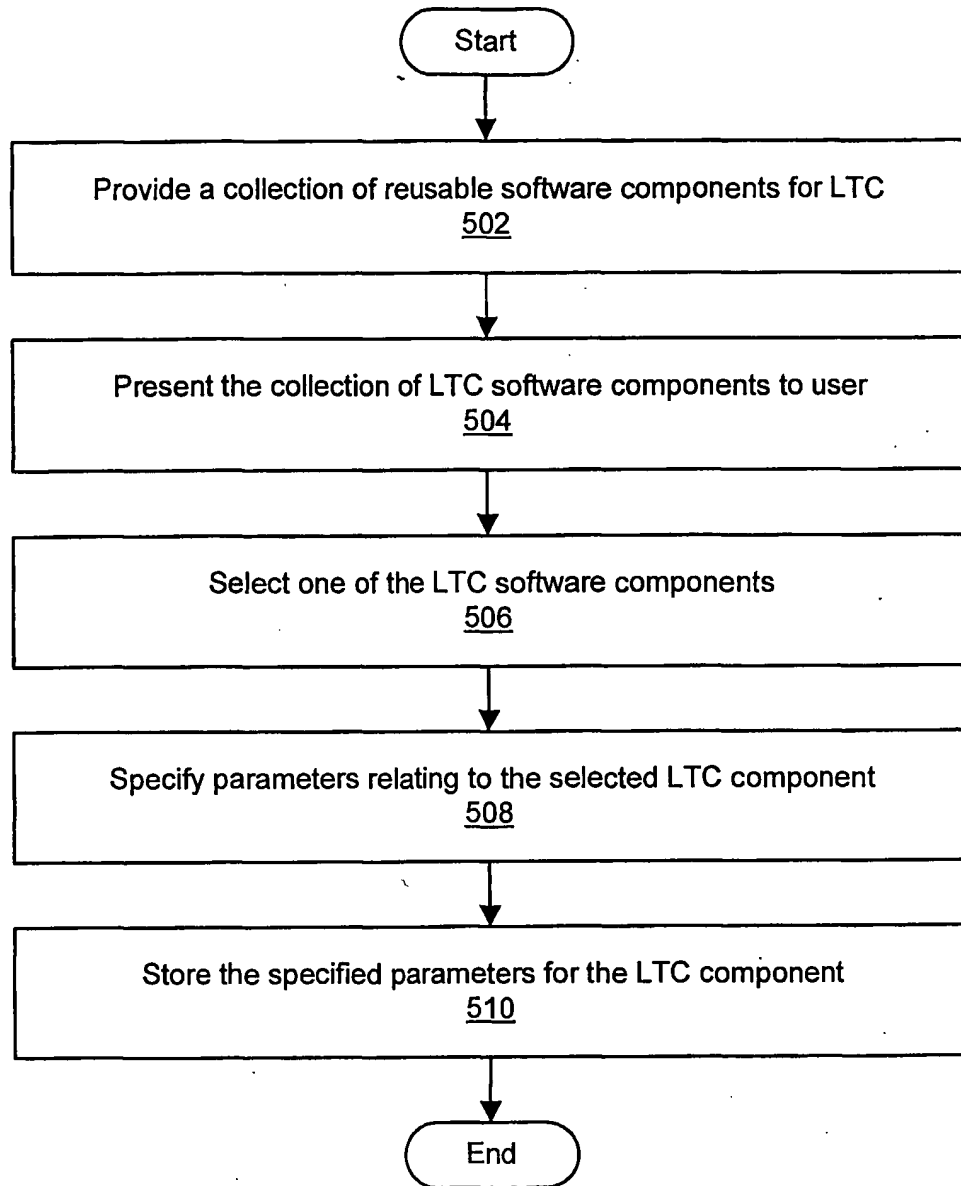 Start
Provide a collection of reusable software components for LTC
502
Present the collection of LTC software components to user
504
Select one of the LTC software components
506
Specify parameters relating to the selected LTC component
508
Store the specified parameters for the LTC component
510
End